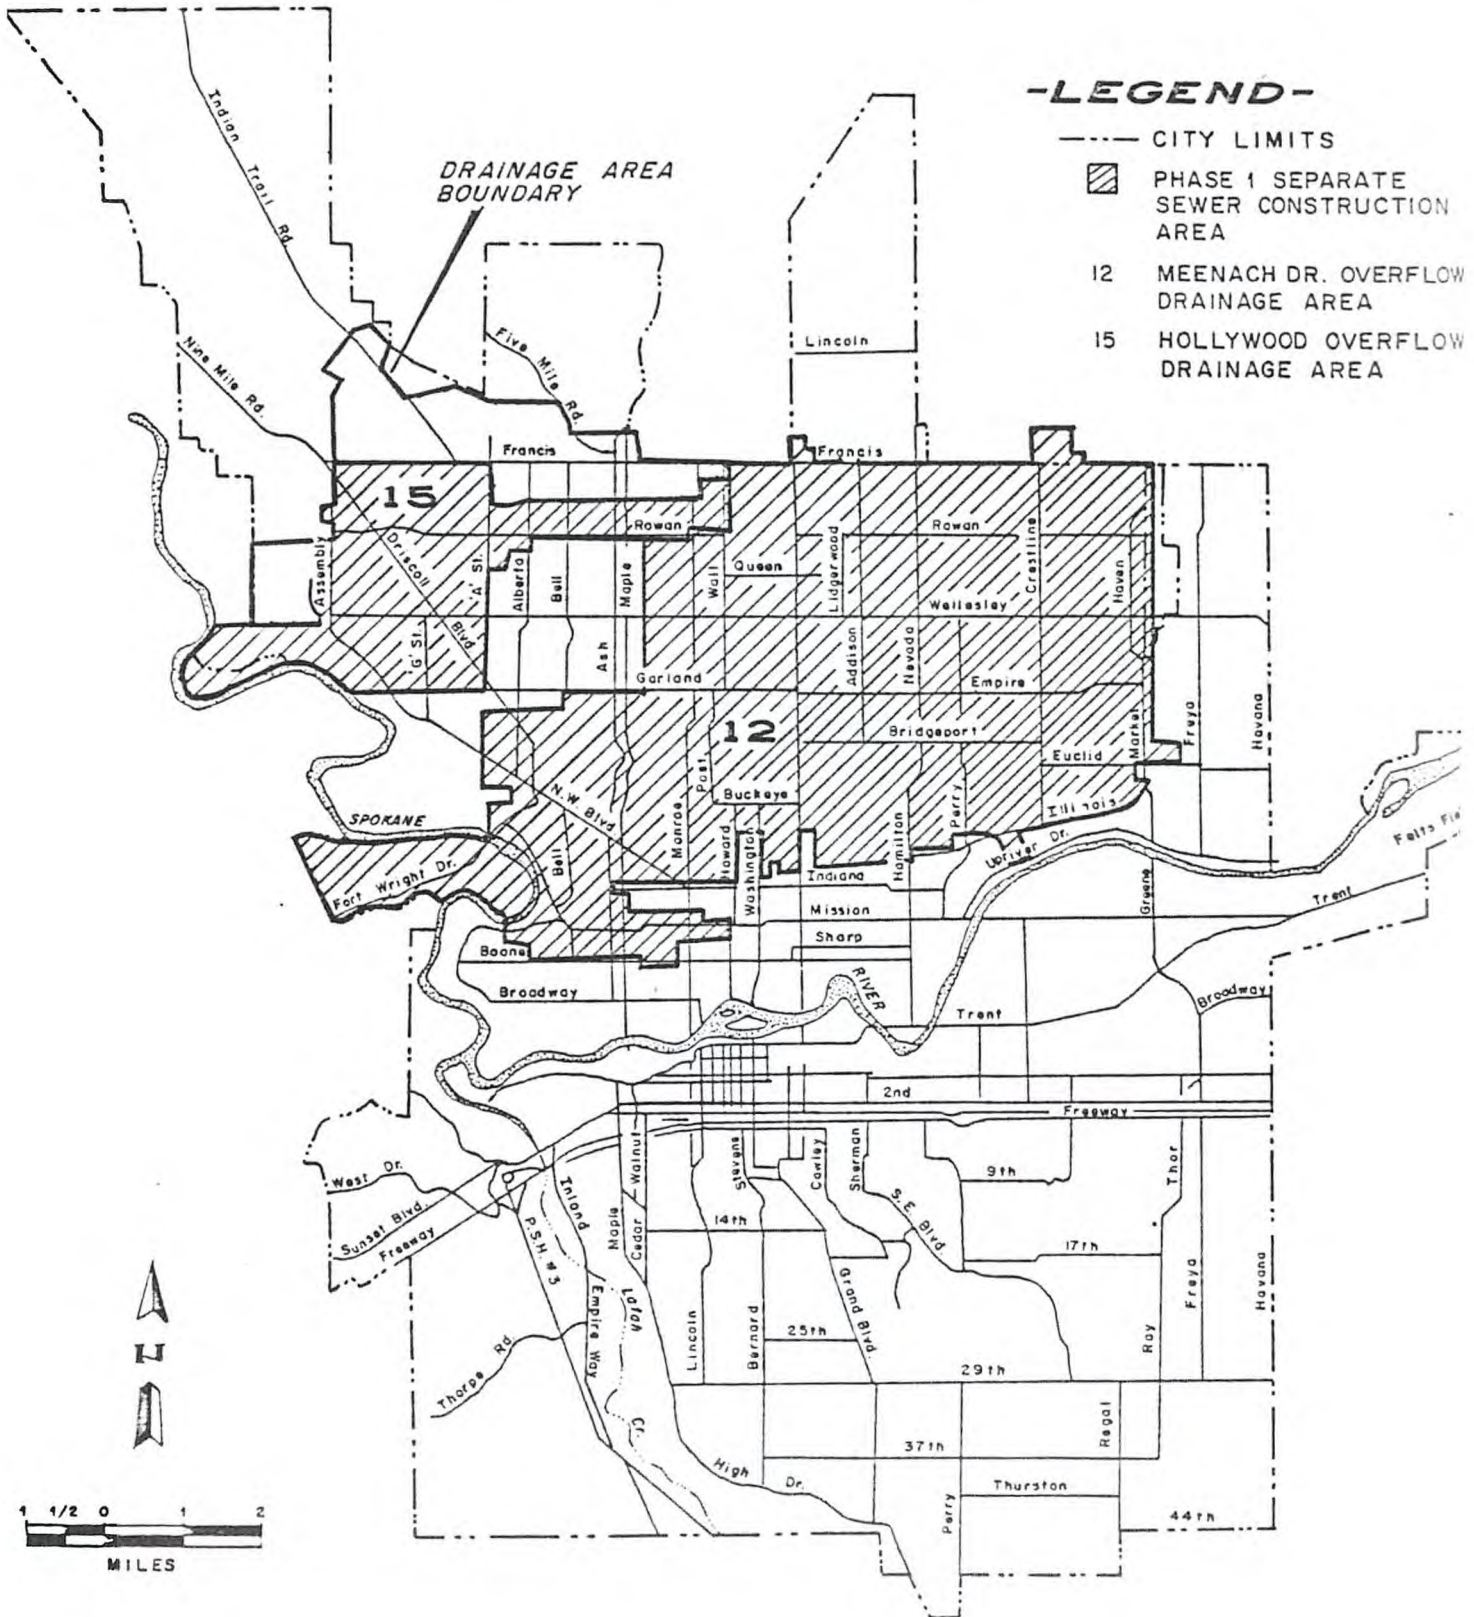 -LEGEND-
CITY LIMITS
PHASE 1 SEPARATE
SEWER CONSTRUCTION
AREA
12 MEENACH DR. OVERFLOW
DRAINAGE AREA
15 HOLLYWOOD OVERFLOW
DRAINAGE AREA
DRAINAGE AREA
BOUNDARY
Indian Trail Rd.
Nine Mile Rd.
Five Mile Rd.
Lincoln
Francis
Francis
15
Rowan
Rowan
Driscoll Blvd
Assembly
'A' St.
Alberta
Bell
Maple
Wall
Queen
Lidgerwood
Crestline
Haven
Wellesley
'G' St.
Ash
Garland
Addison
Nevada
Empire
12
Bridgeport
Market
Freya
Havana
Euclid
Post
Buckeye
N.W. Blvd
Monroe
Perry
Illinois
SPOKANE
Bell
Howard
Washington
Hamilton
Upriver Dr.
Felts Fie
Fort Wright Dr.
Indiana
Greene
Trent
Mission
Sharp
Boone
Broadway
RIVER
Trent
Broadway
2nd
Freeway
Walnut
Stevens
Cowley
Sherman
9th
Thor
West Dr.
Sunset Blvd.
Freeway
P.S.H. #3
Inland
Empire Way
Maple
Cedar
14th
S.E. Blvd.
17th
Latah
Cr.
Lincoln
Bernard
Grand Blvd.
25th
29th
Ray
Freya
Havana
Thorpe Rd.
N
High Dr.
37th
Regal
Perry
Thurston
44th
1 1/2 0 1 2
MILES